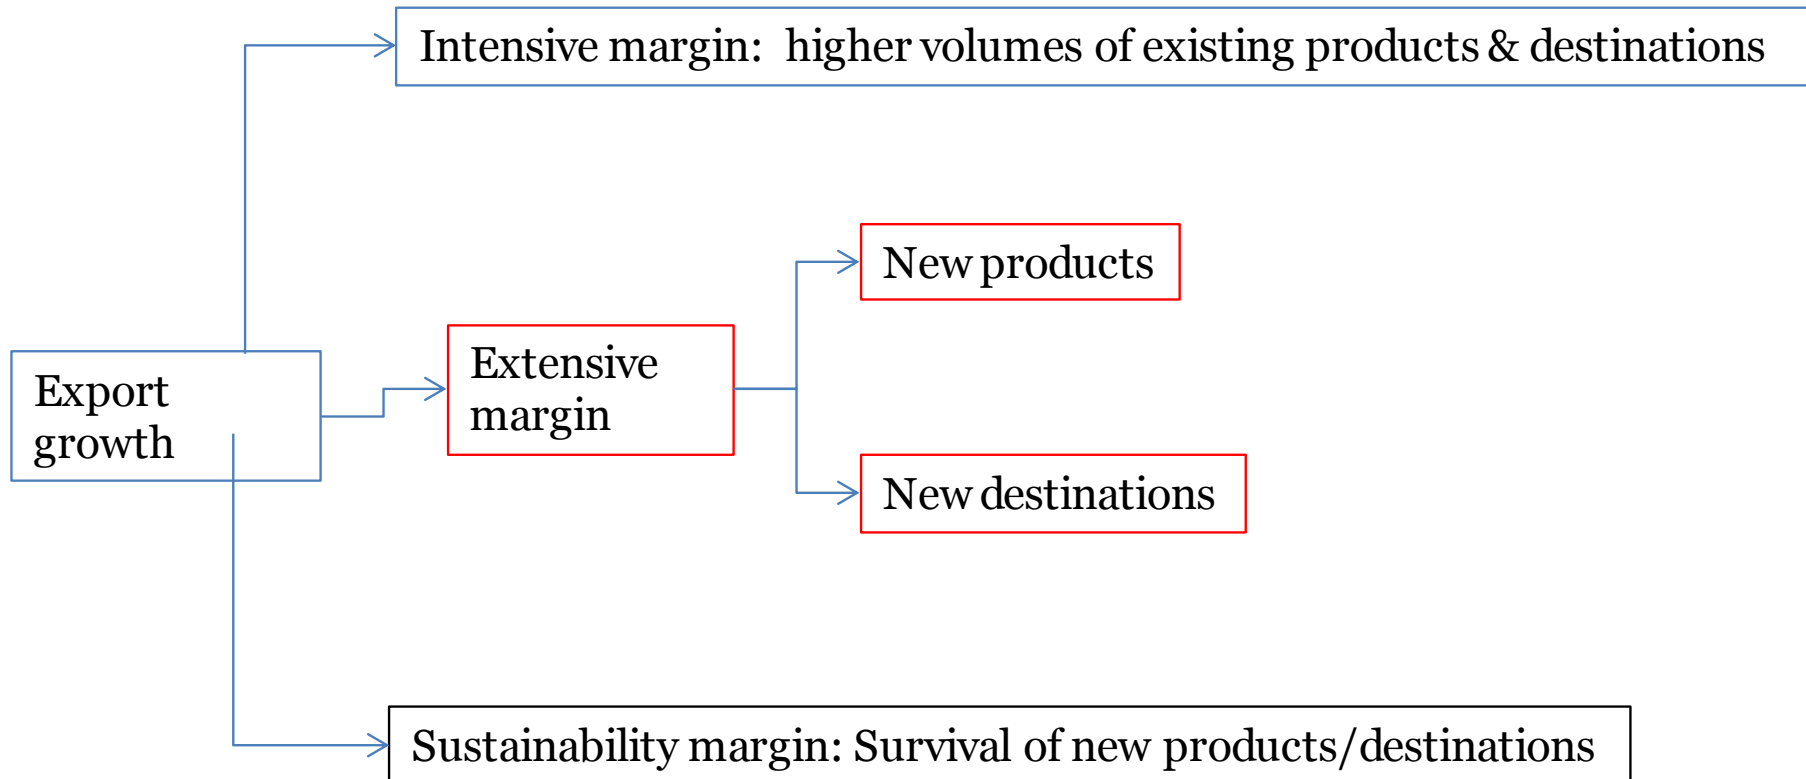 Intensive margin: higher volumes of existing products & destinations
New products
Extensive
margin
Export
growth
New destinations
Sustainability margin: Survival of new products/destinations